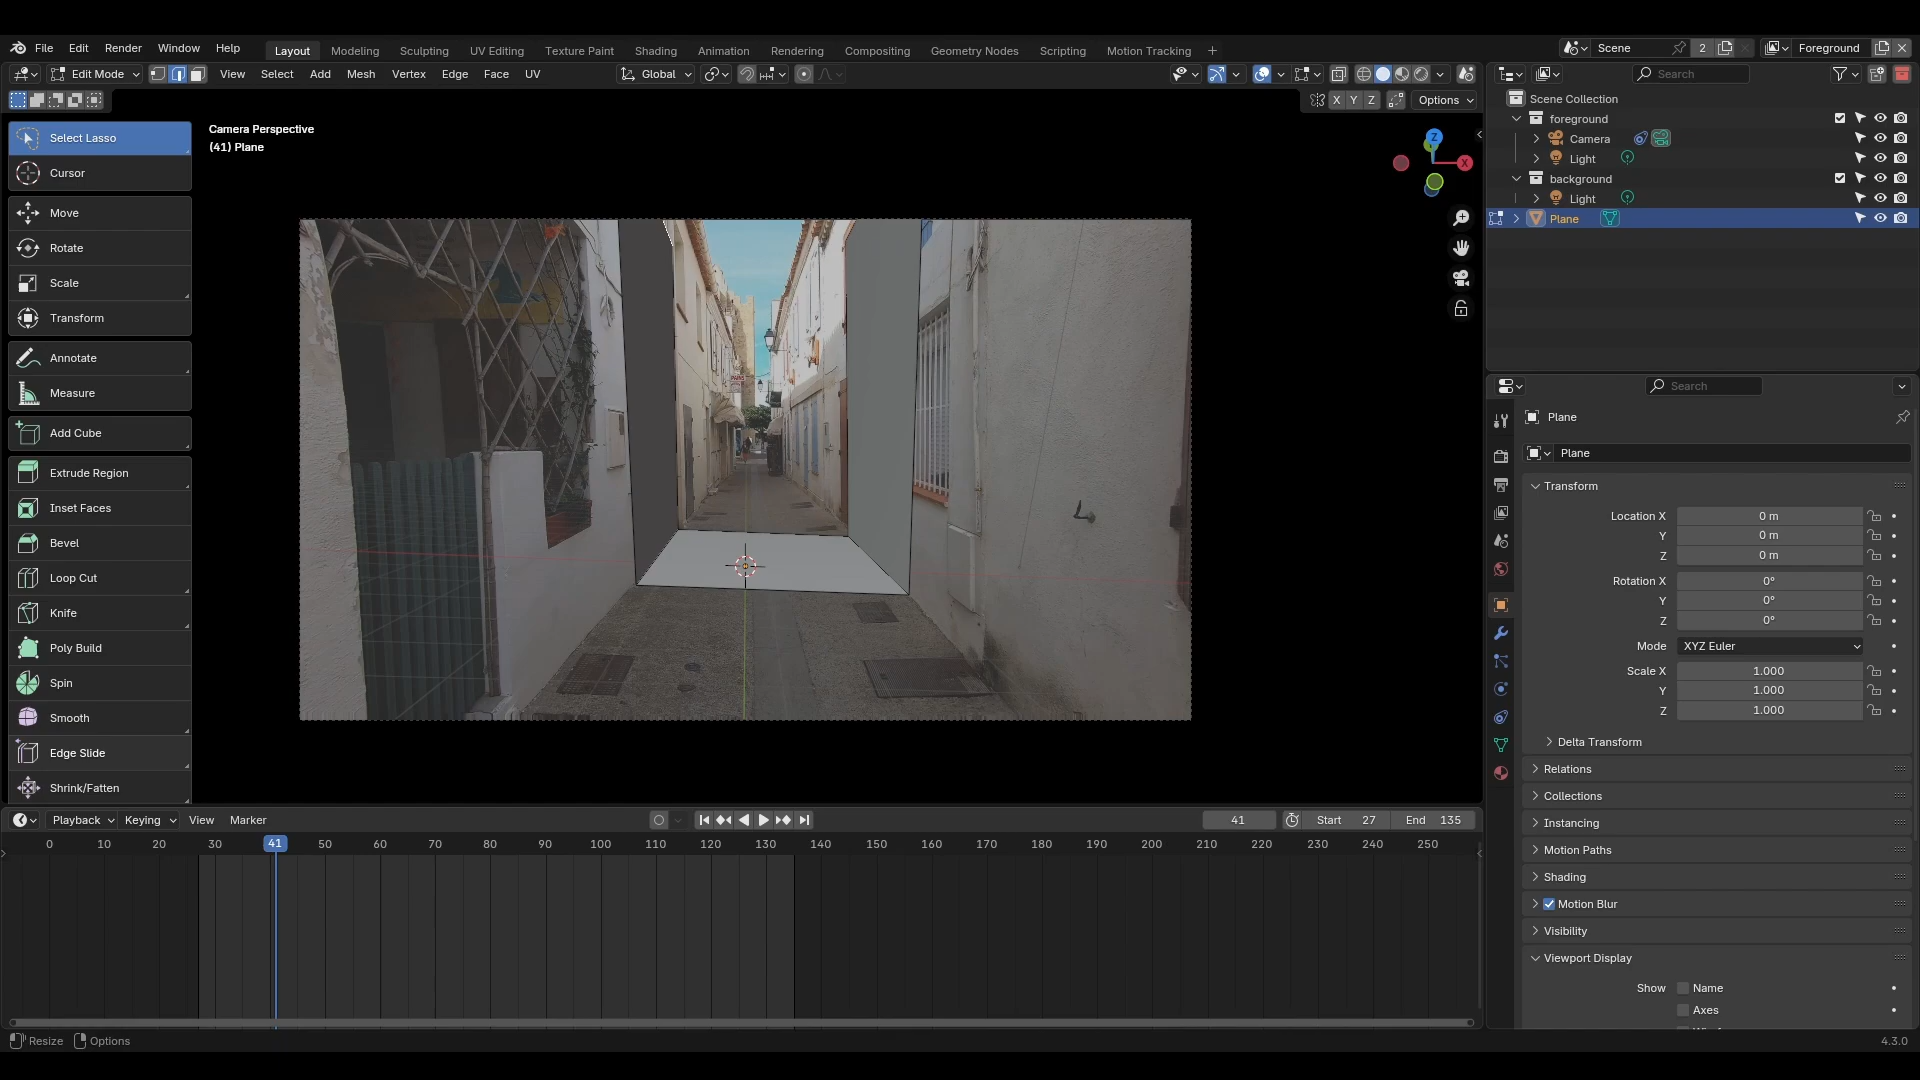 File Edit Render Window Help Layout Modeling Sculpting UV Editing Texture Paint Shading Animation Rendering Compositing Geometry Nodes Scripting Motion Tracking + Scene 2 Foreground
Edit Mode View Select Add Mesh Vertex Edge Face UV Global Search
X Y Z Options
Scene Collection
foreground
Camera
Light
background
Light
Plane
Select Lasso
Cursor
Move
Rotate
Scale
Transform
Annotate
Measure
Add Cube
Extrude Region
Inset Faces
Bevel
Loop Cut
Knife
Poly Build
Spin
Smooth
Edge Slide
Shrink/Fatten
Camera Perspective
(41) Plane
Z
X
Search
Plane
Plane
Transform
Location X 0 m
Y 0 m
Z 0 m
Rotation X 0°
Y 0°
Z 0°
Mode XYZ Euler
Scale X 1.000
Y 1.000
Z 1.000
Delta Transform
Relations
Collections
Instancing
Motion Paths
Shading
Motion Blur
Visibility
Viewport Display
Show Name
Axes
Playback Keying View Marker 41 Start 27 End 135
0 10 20 30 41 50 60 70 80 90 100 110 120 130 140 150 160 170 180 190 200 210 220 230 240 250
Resize Options 4.3.0